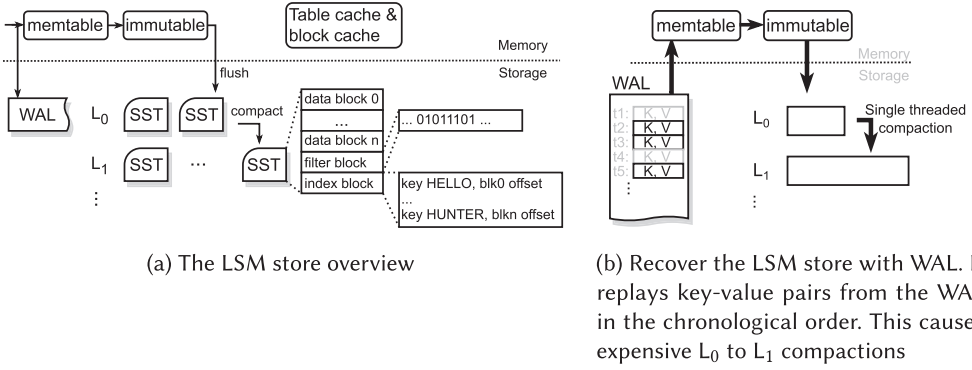 memtable
immutable
Table cache &
block cache
Memory
Storage
flush
WAL
L0
SST
SST
compact
L1
SST
...
SST
⋮
data block 0
...
data block n
filter block
index block
... 01011101 ...
key HELLO, blk0 offset
...
key HUNTER, blkn offset
(a) The LSM store overview
memtable
immutable
Memory
Storage
WAL
t1: K, V
t2: K, V
t3: K, V
t4: K, V
t5: K, V
⋮
L0
Single threaded
compaction
L1
⋮
(b) Recover the LSM store with WAL.
replays key-value pairs from the WA
in the chronological order. This cause
expensive L0 to L1 compactions